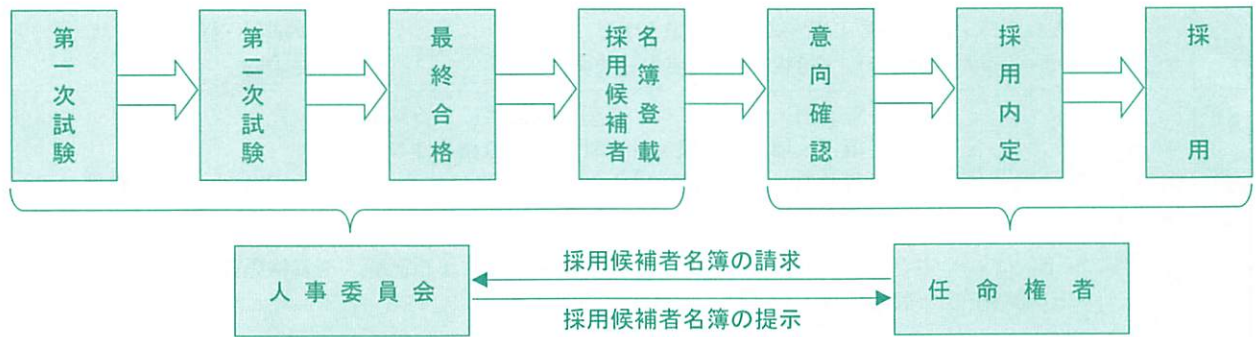 第一次試験
第二次試験
最終合格
採用候補者
名簿登載
意向確認
採用内定
採用
人事委員会
採用候補者名簿の請求
採用候補者名簿の提示
任命権者